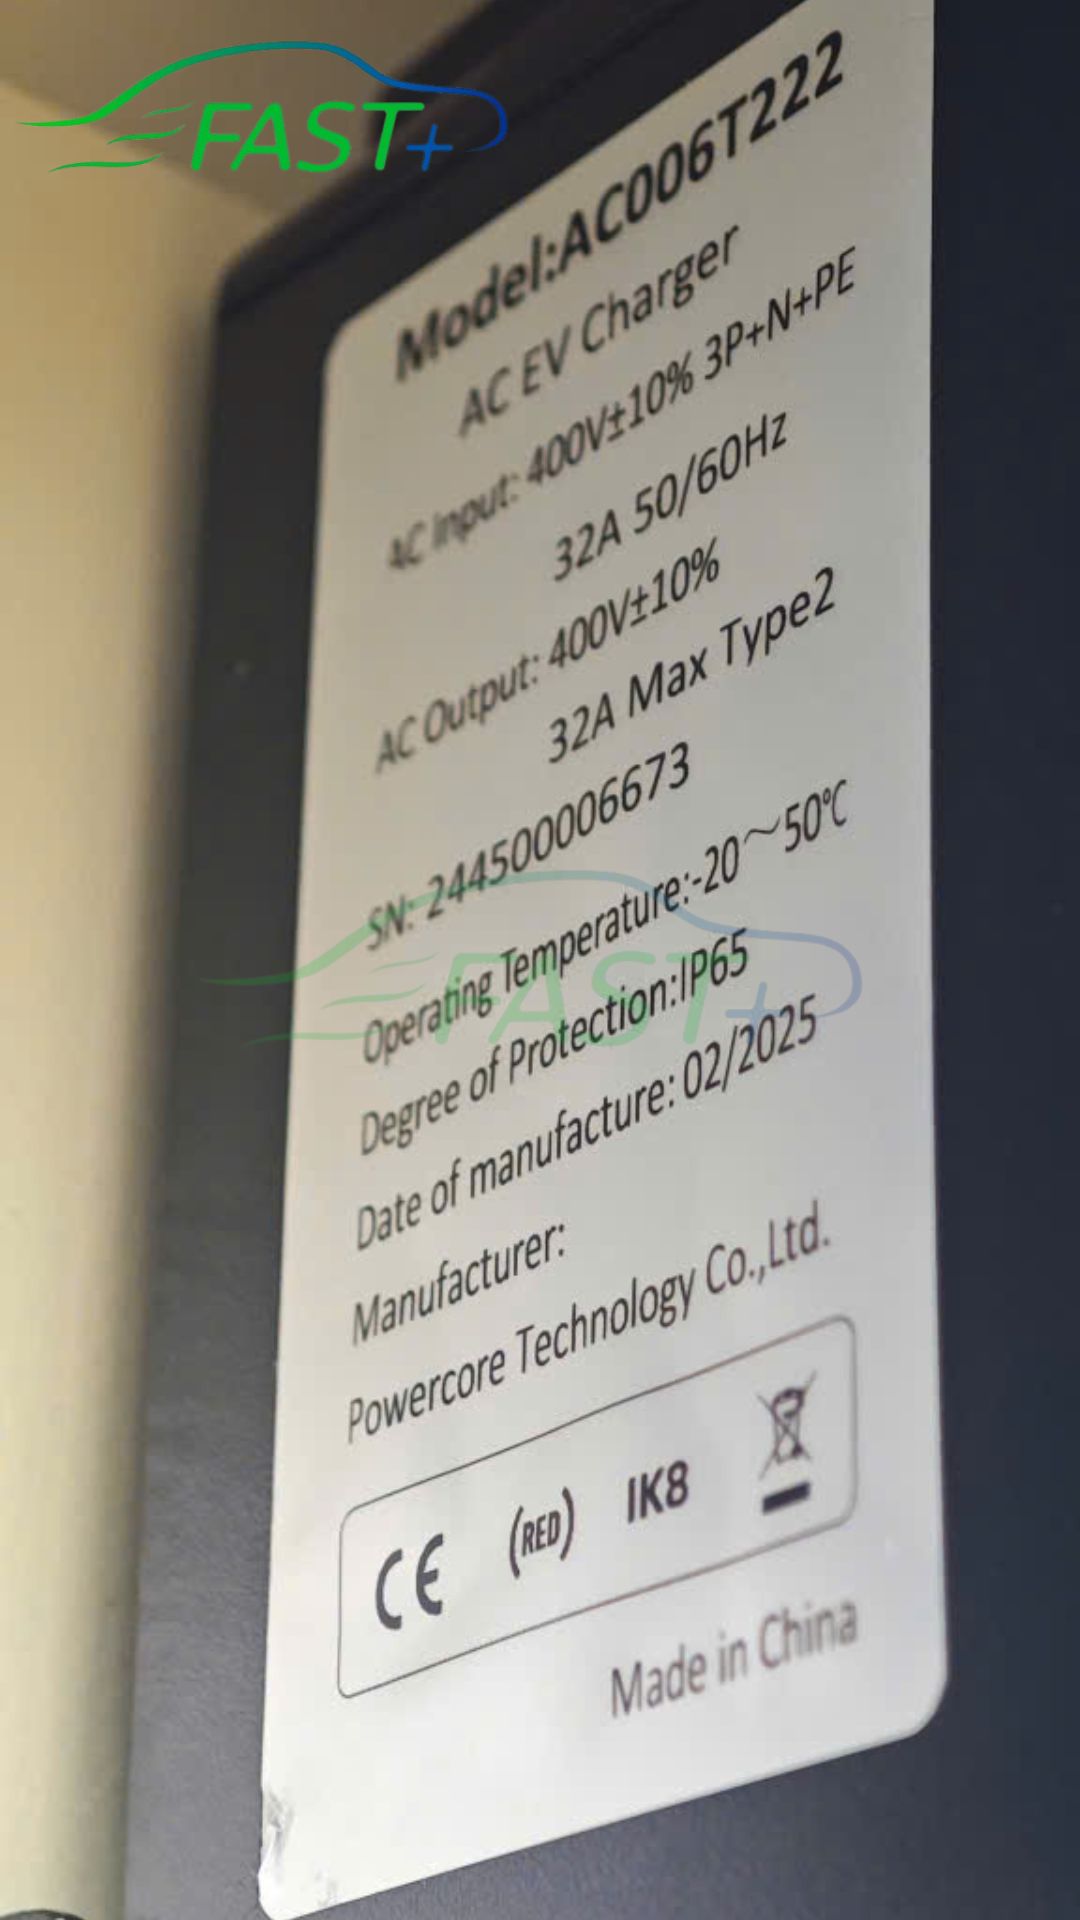 FAST+
Model:AC006T222
AC EV Charger
AC Input: 400V±10% 3P+N+PE
32A 50/60Hz
AC Output: 400V±10%
32A Max Type2
SN: 244500006673
Operating Temperature:-20～50℃
FAST+
Degree of Protection:IP65
Date of manufacture: 02/2025
Manufacturer:
Powercore Technology Co.,Ltd.
CE (RED) IK8
Made in China